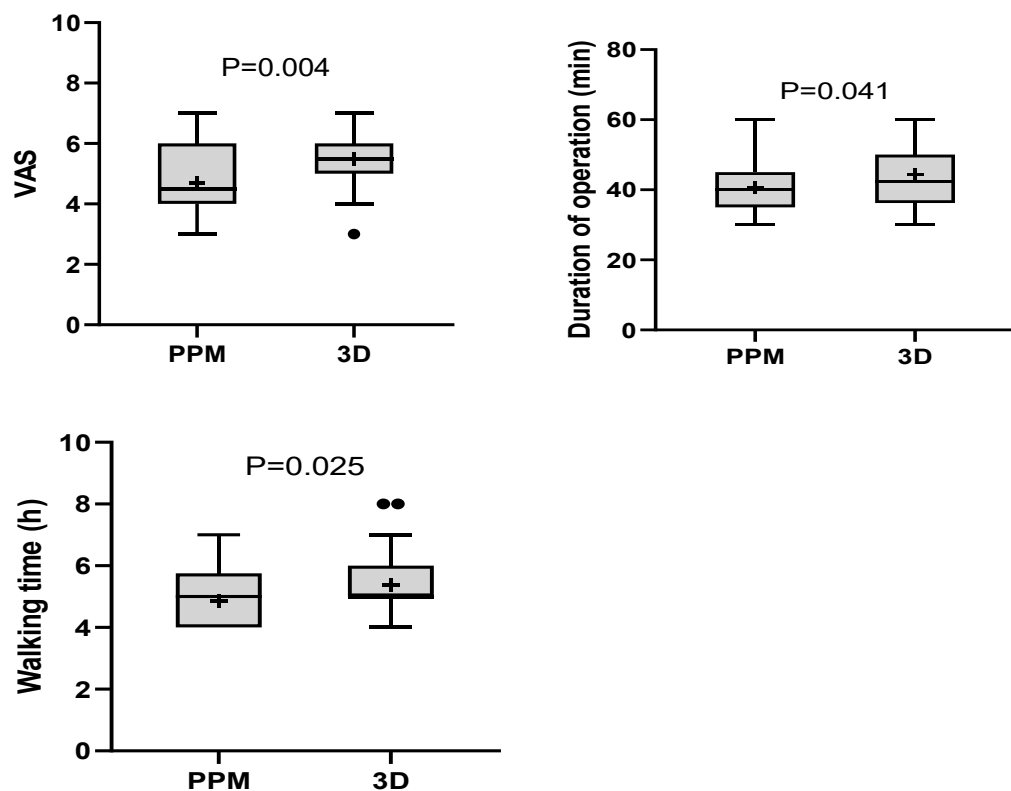 10
8
6
4
2
0
VAS
P=0.004
PPM
3D
80
60
40
20
0
Duration of operation (min)
P=0.041
PPM
3D
10
8
6
4
2
0
Walking time (h)
P=0.025
PPM
3D